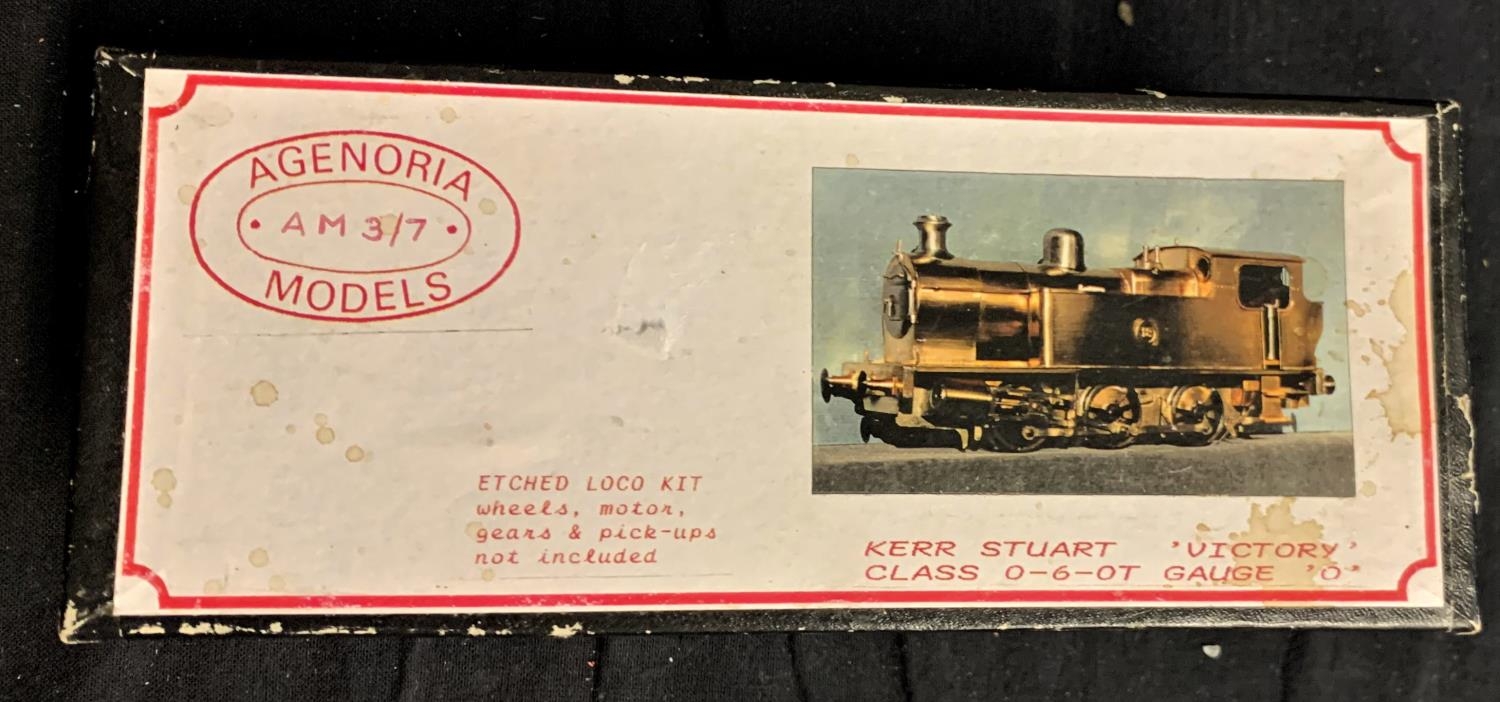 AGENORIA
• AM 3/7 •
MODELS
ETCHED LOCO KIT
wheels, motor,
gears & pick-ups
not included
KERR STUART 'VICTORY'
CLASS 0-6-0T GAUGE 'O'